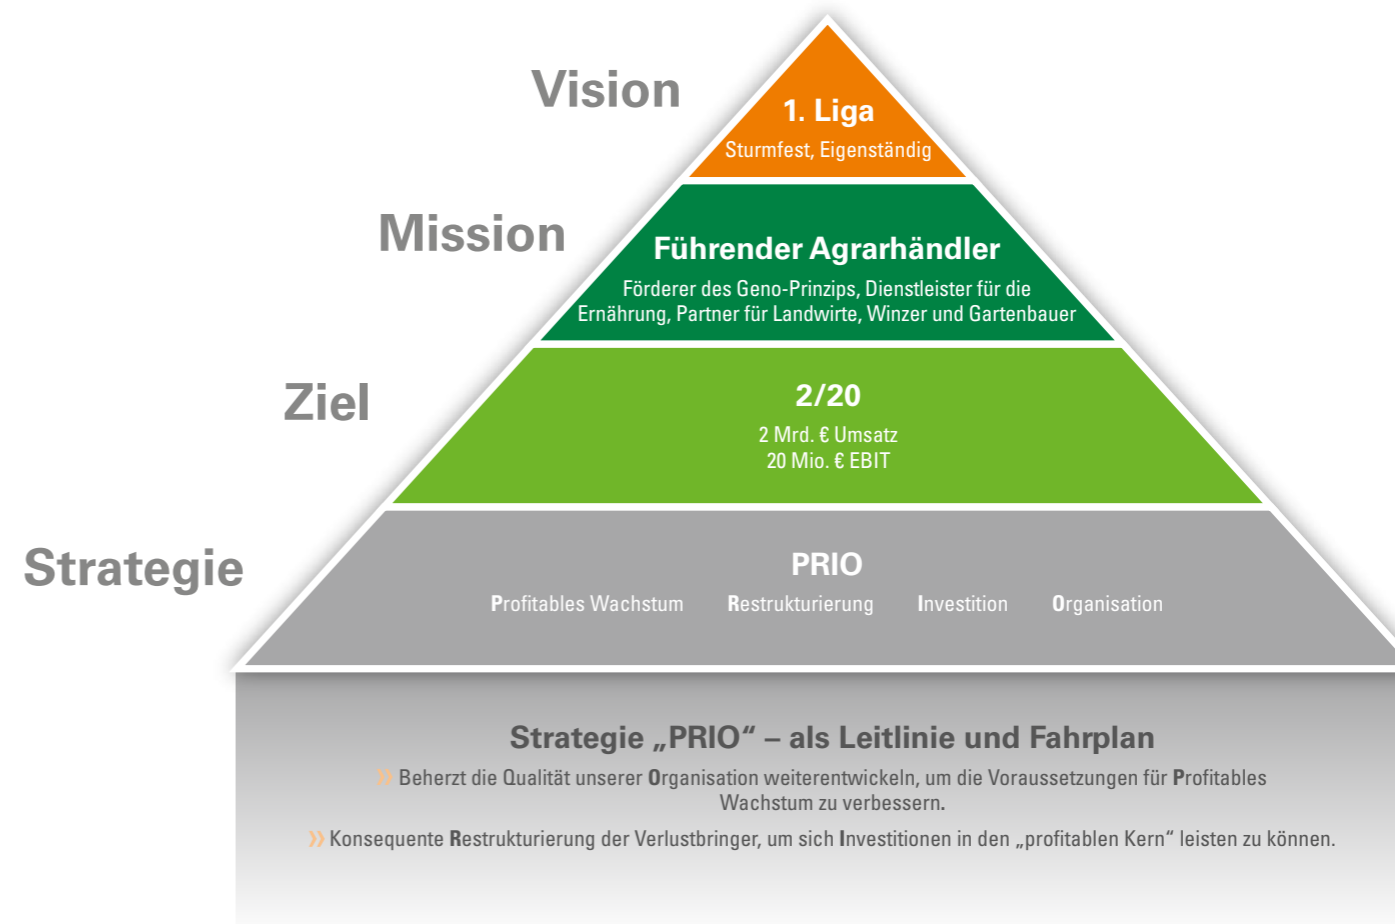 Vision
1. Liga
Sturmfest, Eigenständig
Mission
Führender Agrarhändler
Förderer des Geno-Prinzips, Dienstleister für die
Ernährung, Partner für Landwirte, Winzer und Gartenbauer
Ziel
2/20
2 Mrd. € Umsatz
20 Mio. € EBIT
Strategie
PRIO
Profitables Wachstum Restrukturierung Investition Organisation
Strategie „PRIO“ – als Leitlinie und Fahrplan
» Beherzt die Qualität unserer Organisation weiterentwickeln, um die Voraussetzungen für Profitables
Wachstum zu verbessern.
» Konsequente Restrukturierung der Verlustbringer, um sich Investitionen in den „profitablen Kern“ leisten zu können.